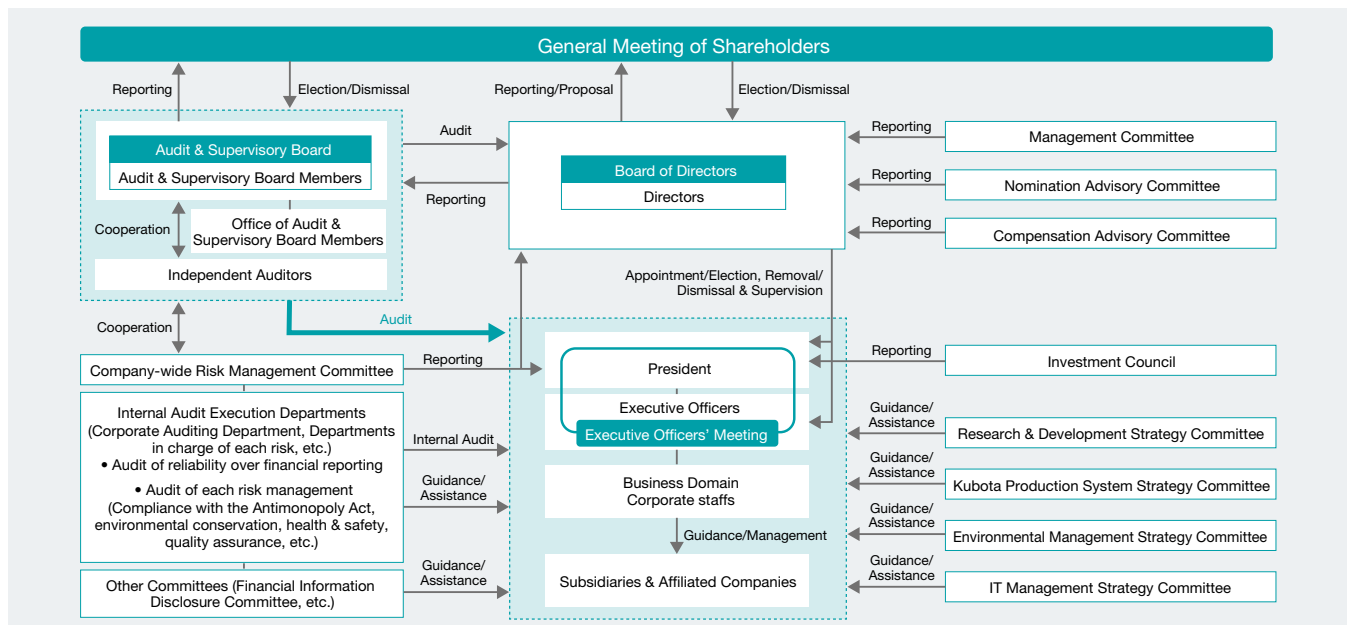 General Meeting of Shareholders
Reporting
Election/Dismissal
Reporting/Proposal
Election/Dismissal
Audit & Supervisory Board
Audit & Supervisory Board Members
Cooperation
Office of Audit &
Supervisory Board Members
Independent Auditors
Audit
Reporting
Board of Directors
Directors
Reporting
Management Committee
Reporting
Nomination Advisory Committee
Reporting
Compensation Advisory Committee
Appointment/Election, Removal/
Dismissal & Supervision
Cooperation
Audit
Company-wide Risk Management Committee
Reporting
President
Executive Officers
Executive Officers' Meeting
Reporting
Investment Council
Internal Audit Execution Departments
(Corporate Auditing Department, Departments
in charge of each risk, etc.)
• Audit of reliability over financial reporting
• Audit of each risk management
(Compliance with the Antimonopoly Act,
environmental conservation, health & safety,
quality assurance, etc.)
Internal Audit
Guidance/
Assistance
Business Domain
Corporate staffs
Guidance/Management
Subsidiaries & Affiliated Companies
Other Committees (Financial Information
Disclosure Committee, etc.)
Guidance/
Assistance
Guidance/
Assistance
Research & Development Strategy Committee
Guidance/
Assistance
Kubota Production System Strategy Committee
Guidance/
Assistance
Environmental Management Strategy Committee
Guidance/
Assistance
IT Management Strategy Committee